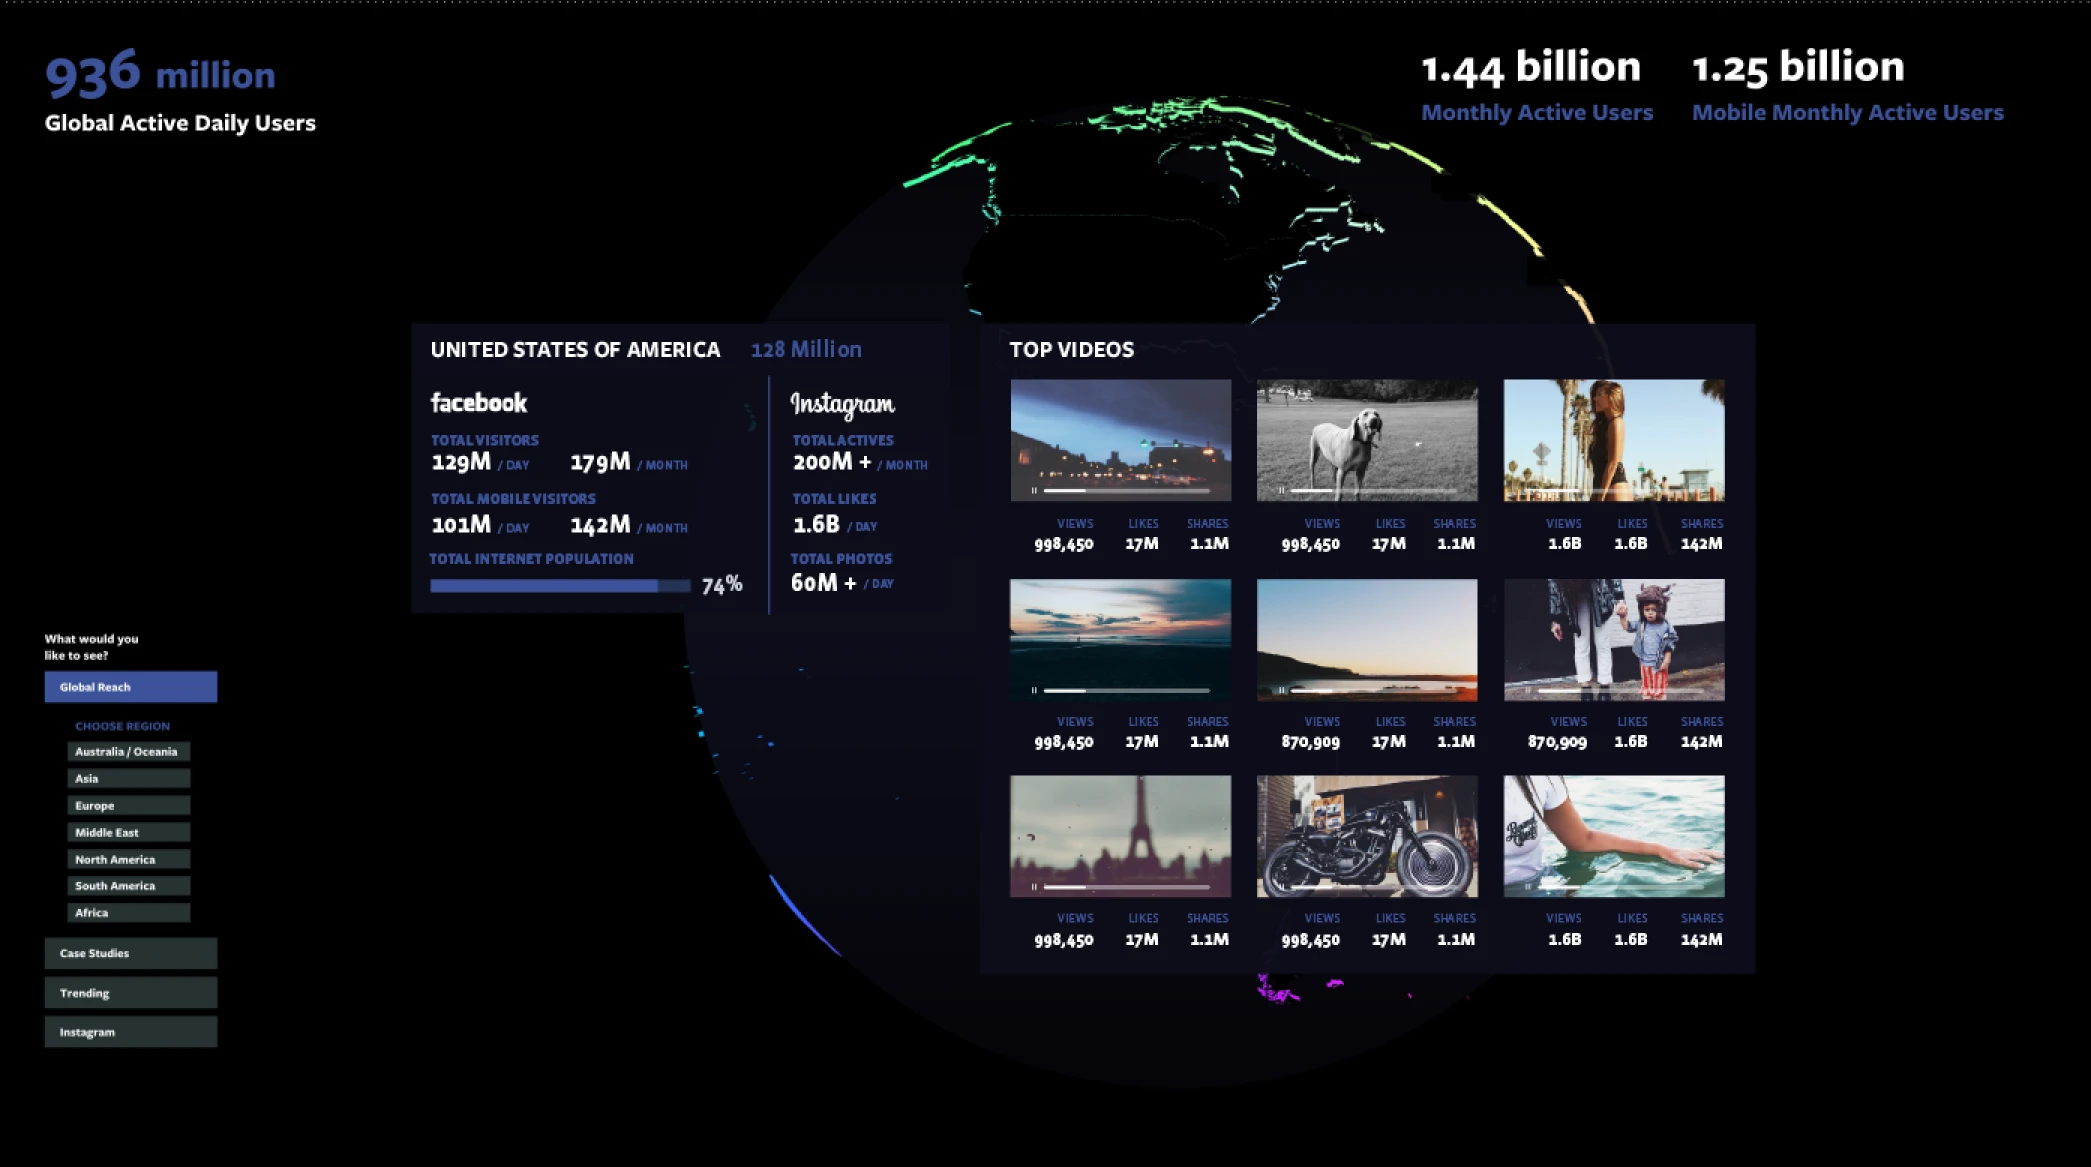 936 million
Global Active Daily Users
1.44 billion
Monthly Active Users
1.25 billion
Mobile Monthly Active Users
UNITED STATES OF AMERICA 128 Million
facebook
TOTAL VISITORS
129M / DAY 179M / MONTH
TOTAL MOBILE VISITORS
101M / DAY 142M / MONTH
TOTAL INTERNET POPULATION
74%
Instagram
TOTAL ACTIVES
200M + / MONTH
TOTAL LIKES
1.6B / DAY
TOTAL PHOTOS
60M + / DAY
TOP VIDEOS
VIEWS LIKES SHARES VIEWS LIKES SHARES VIEWS LIKES SHARES
998,450 17M 1.1M 998,450 17M 1.1M 1.6B 1.6B 142M
VIEWS LIKES SHARES VIEWS LIKES SHARES VIEWS LIKES SHARES
998,450 17M 1.1M 870,909 17M 1.1M 870,909 1.6B 142M
VIEWS LIKES SHARES VIEWS LIKES SHARES VIEWS LIKES SHARES
998,450 17M 1.1M 998,450 17M 1.1M 1.6B 1.6B 142M
What would you
like to see?
Global Reach
CHOOSE REGION
Australia / Oceania
Asia
Europe
Middle East
North America
South America
Africa
Case Studies
Trending
Instagram